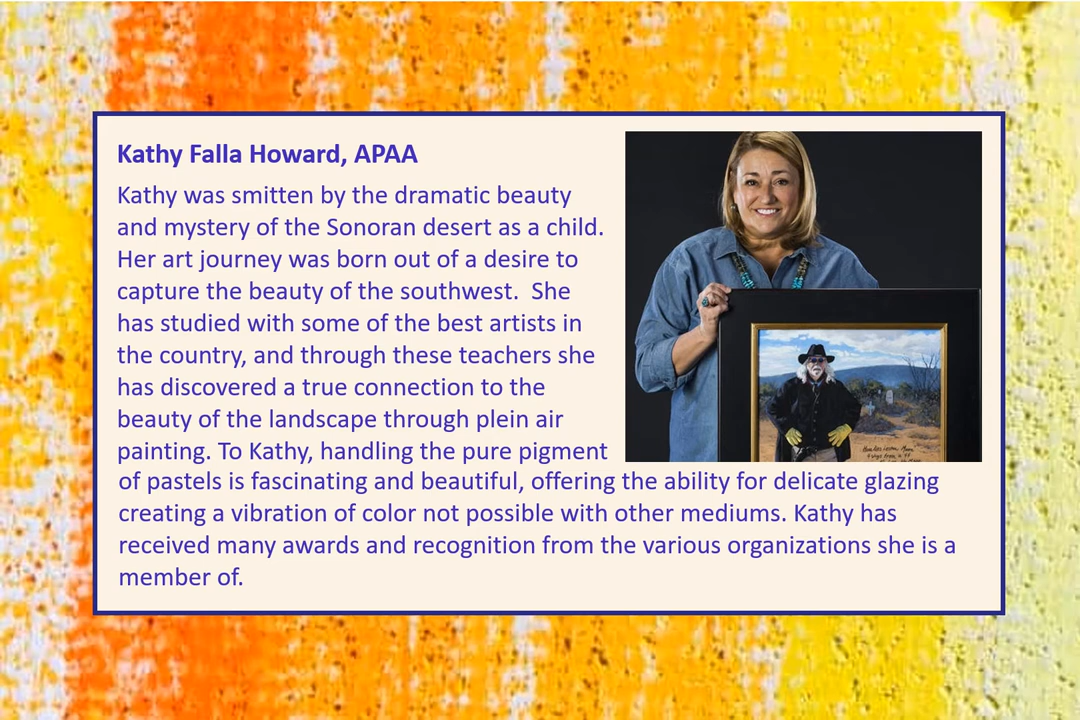 Kathy Falla Howard, APAA
Kathy was smitten by the dramatic beauty
and mystery of the Sonoran desert as a child.
Her art journey was born out of a desire to
capture the beauty of the southwest.  She
has studied with some of the best artists in
the country, and through these teachers she
has discovered a true connection to the
beauty of the landscape through plein air
painting. To Kathy, handling the pure pigment
of pastels is fascinating and beautiful, offering the ability for delicate glazing
creating a vibration of color not possible with other mediums. Kathy has
received many awards and recognition from the various organizations she is a
member of.